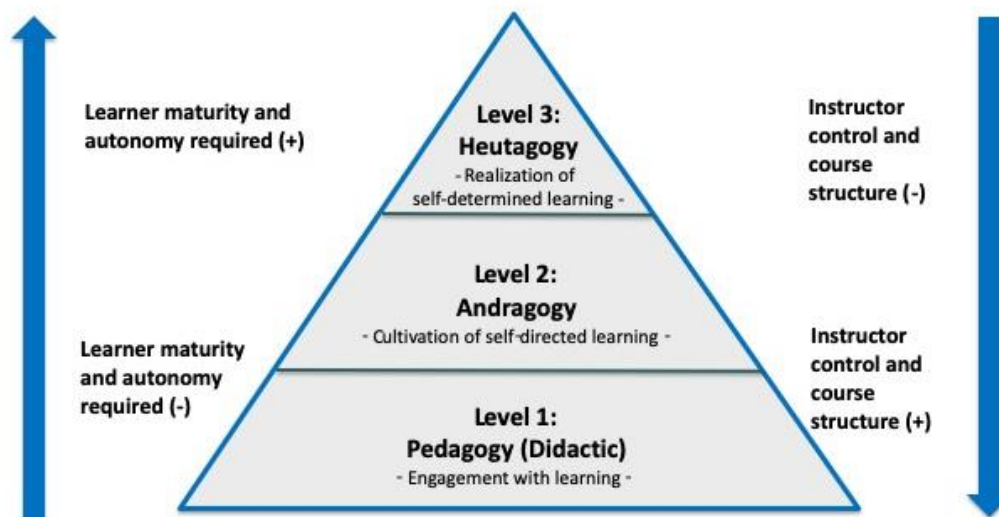 Learner maturity and
autonomy required (+)
Level 3:
Heutagogy
- Realization of
self-determined learning -
Instructor
control and
course
structure (-)
Level 2:
Andragogy
- Cultivation of self-directed learning -
Learner maturity
and autonomy
required (-)
Instructor
control and
course
structure (+)
Level 1:
Pedagogy (Didactic)
- Engagement with learning -